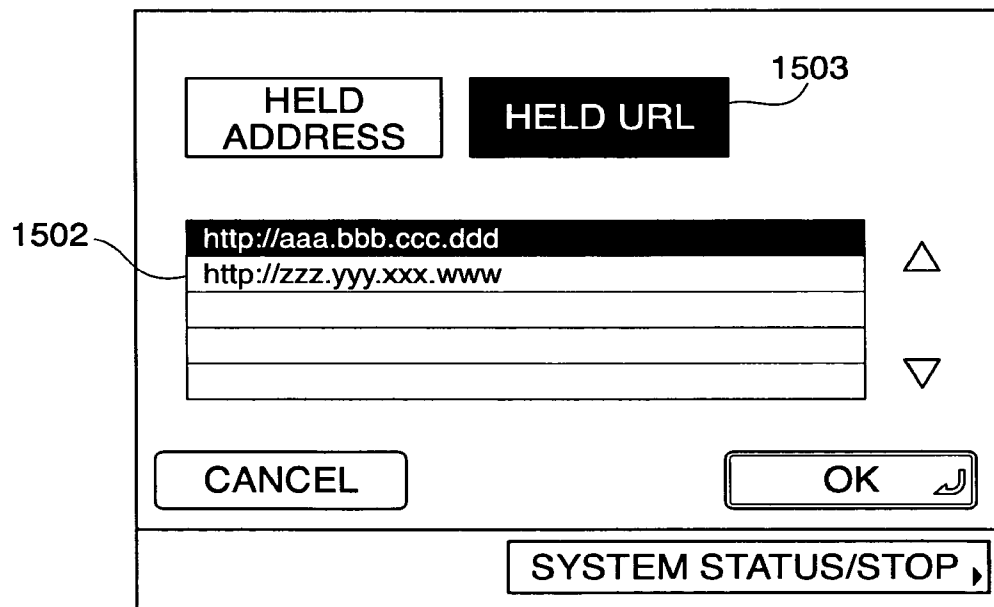 1503
HELD
ADDRESS
HELD URL
1502
http://aaa.bbb.ccc.ddd
http://zzz.yyy.xxx.www
CANCEL
OK
SYSTEM STATUS/STOP